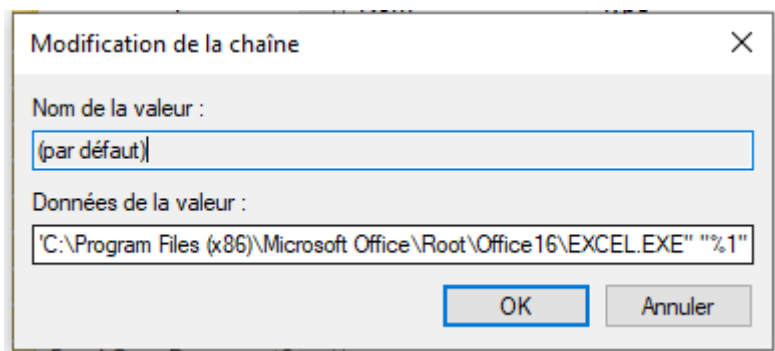 Modification de la chaîne
Nom de la valeur :
(par défaut)
Données de la valeur :
"C:\Program Files (x86)\Microsoft Office\Root\Office16\EXCEL.EXE" "%1"
OK
Annuler